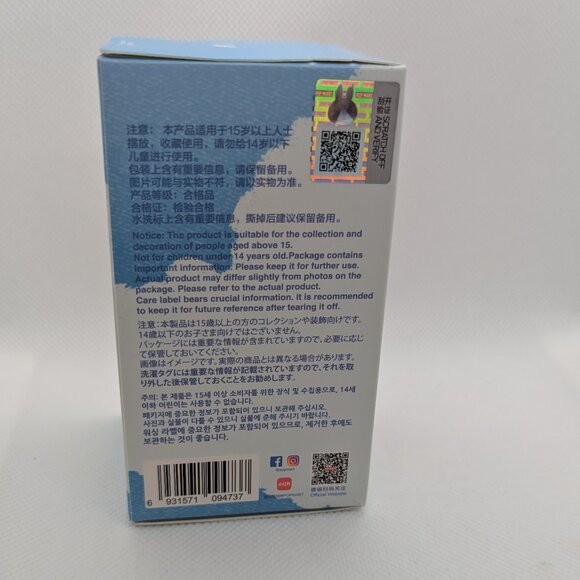 SCRATCH OFF
AND VERIFY
注意：本产品适用于15岁以上人士
摆放，收藏使用，请勿给14岁以下
儿童进行使用。
包装上含有重要信息，请保留备用。
图片可能与实物不符，请以实物为准。
产品等级：合格品
合格证：检验合格
水洗标上含有重要信息，撕掉后建议保留备用。
Notice: The product is suitable for the collection and
decoration of people aged above 15.
Not for children under 14 years old.Package contains
important information. Please keep it for further use.
Actual product may differ slightly from photos on the
package. Please refer to the actual product.
Care label bears crucial information. It is recommended
to keep it for future reference after tearing it off.
注意:本製品は15歳以上の方のコレクションや装飾向けです。
14歳以下のお子さま向けではございません。
パッケージには重要な情報が含まれていますので、必要に応じ
て保管しておいてください。
画像はイメージです。実際の商品とは異なる場合があります。
洗濯タグには重要な情報が記載されていますので、それを取
り外した後保管しておくことをお勧めします。
주의: 본 제품은 15세 이상 소비자를 위한 장식 및 수집용으로, 14세
이하 어린이는 사용할 수 없습니다.
패키지에 중요한 정보가 포함되어 있으니 보관해 주십시오.
사진과 실물이 다를 수 있으니 실물에 준해 주시기 바랍니다.
워싱 라벨에 중요한 정보가 포함되어 있으므로, 제거한 후에도
보관하는 것이 좋습니다.
6 931571 094737
Official Website